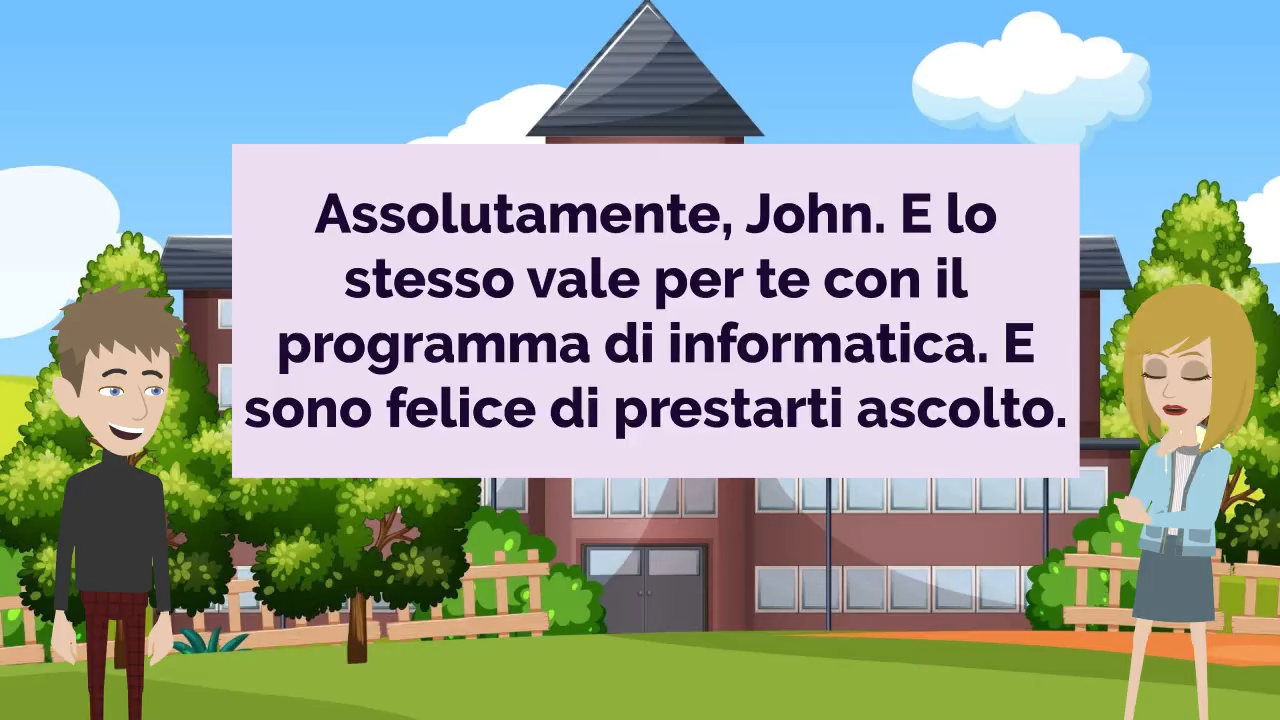 Assolutamente, John. E lo
stesso vale per te con il
programma di informatica. E
sono felice di prestarti ascolto.